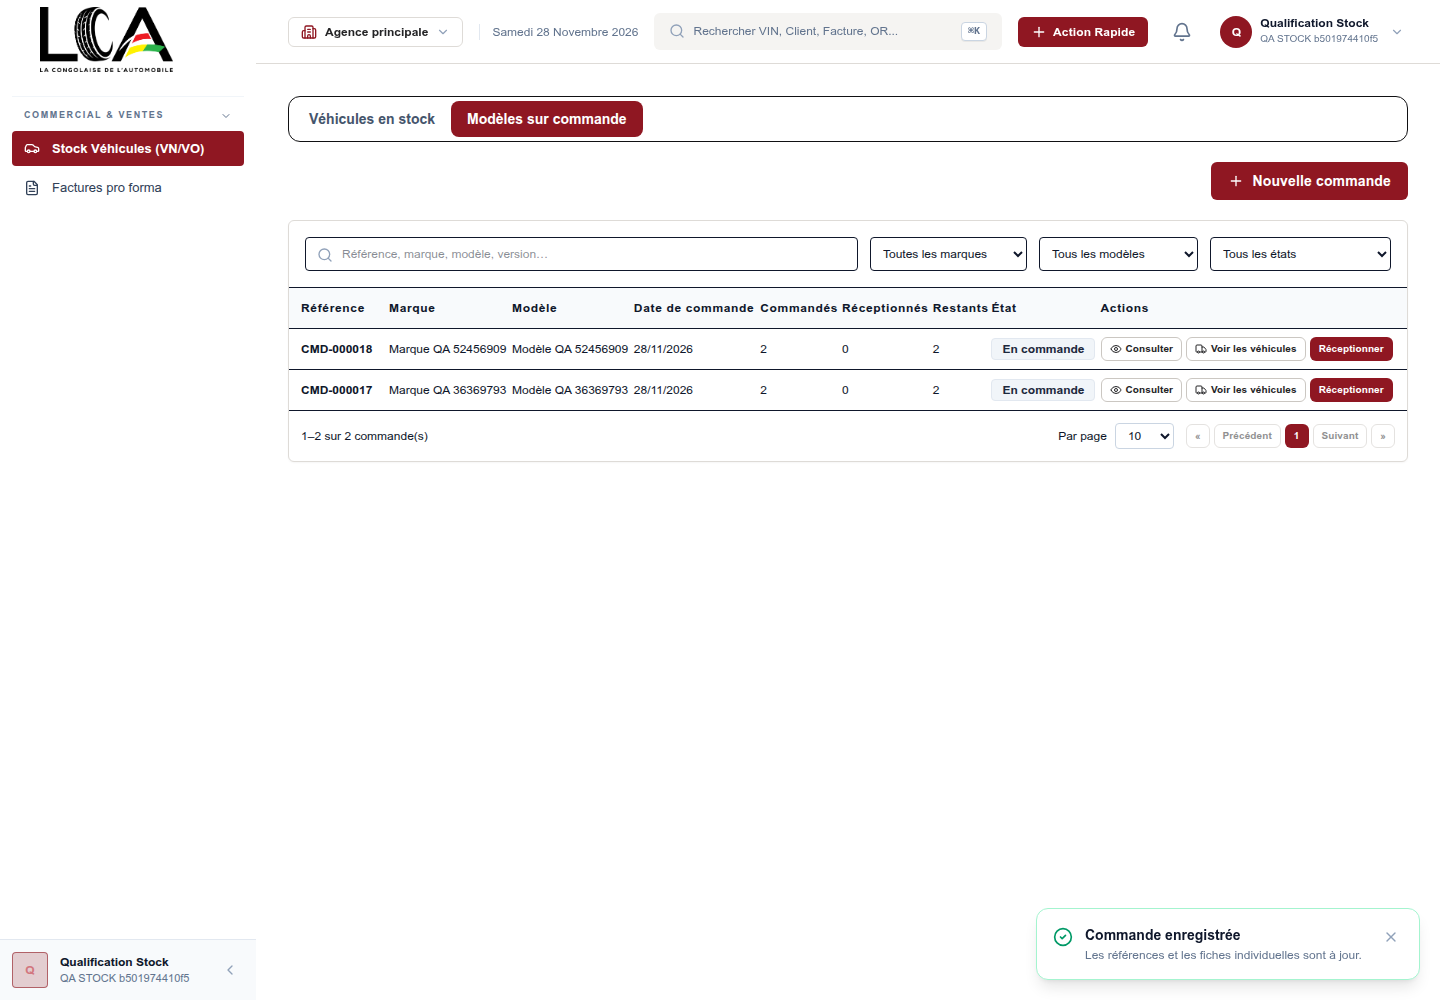 LCA
LA CONGOLAISE DE L'AUTOMOBILE
COMMERCIAL & VENTES
Stock Véhicules (VN/VO)
Factures pro forma
Agence principale
Samedi 28 Novembre 2026
Rechercher VIN, Client, Facture, OR...
⌘K
Action Rapide
Q
Qualification Stock
QA STOCK b501974410f5
Véhicules en stock
Modèles sur commande
Nouvelle commande
Référence, marque, modèle, version…
Toutes les marques
Tous les modèles
Tous les états
Référence Marque Modèle Date de commande Commandés Réceptionnés Restants État Actions
CMD-000018 Marque QA 52456909 Modèle QA 52456909 28/11/2026 2 0 2 En commande Consulter Voir les véhicules Réceptionner
CMD-000017 Marque QA 36369793 Modèle QA 36369793 28/11/2026 2 0 2 En commande Consulter Voir les véhicules Réceptionner
1–2 sur 2 commande(s)
Par page 10 « Précédent 1 Suivant »
Commande enregistrée
Les références et les fiches individuelles sont à jour.
Q
Qualification Stock
QA STOCK b501974410f5